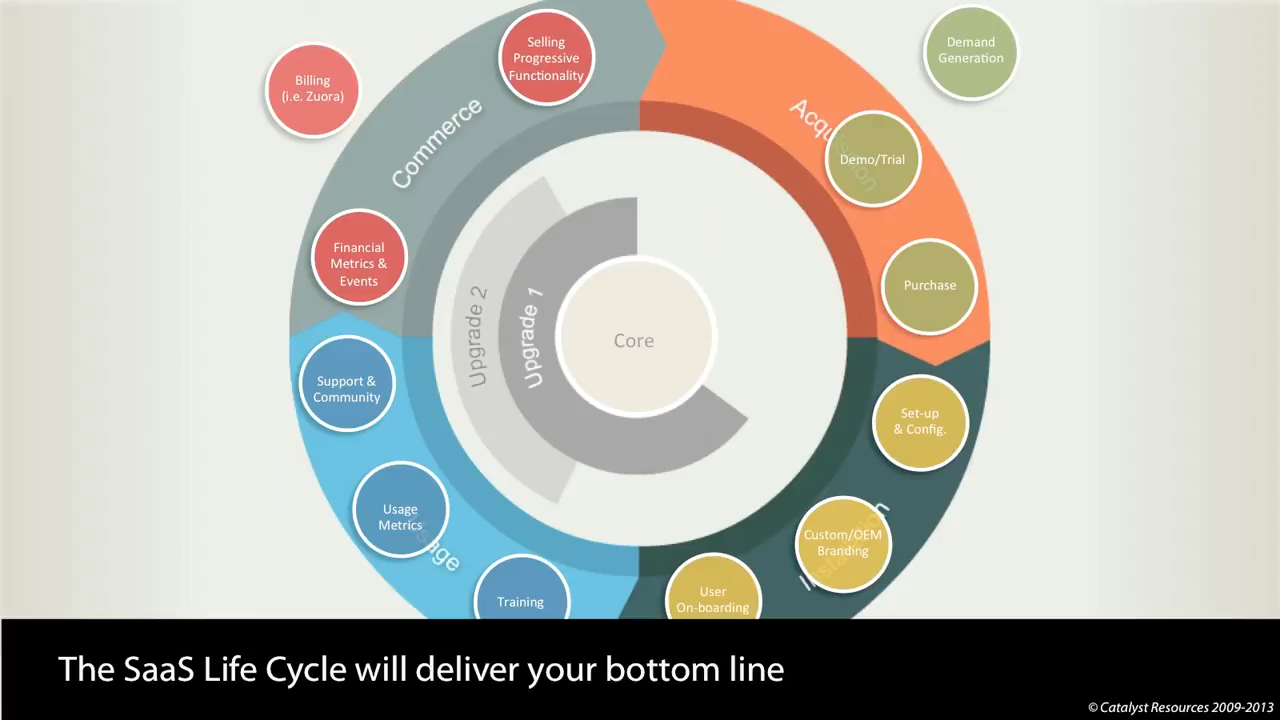 Selling
Progressive
Functionality
Demand
Generation
Billing
(i.e. Zuora)
Commerce
Demo/Trial
Financial
Metrics &
Events
Purchase
Upgrade 2
Upgrade 1
Core
Support &
Community
Set-up
& Config.
Usage
Metrics
Custom/OEM
Branding
Training
User
On-boarding
The SaaS Life Cycle will deliver your bottom line
© Catalyst Resources 2009-2013